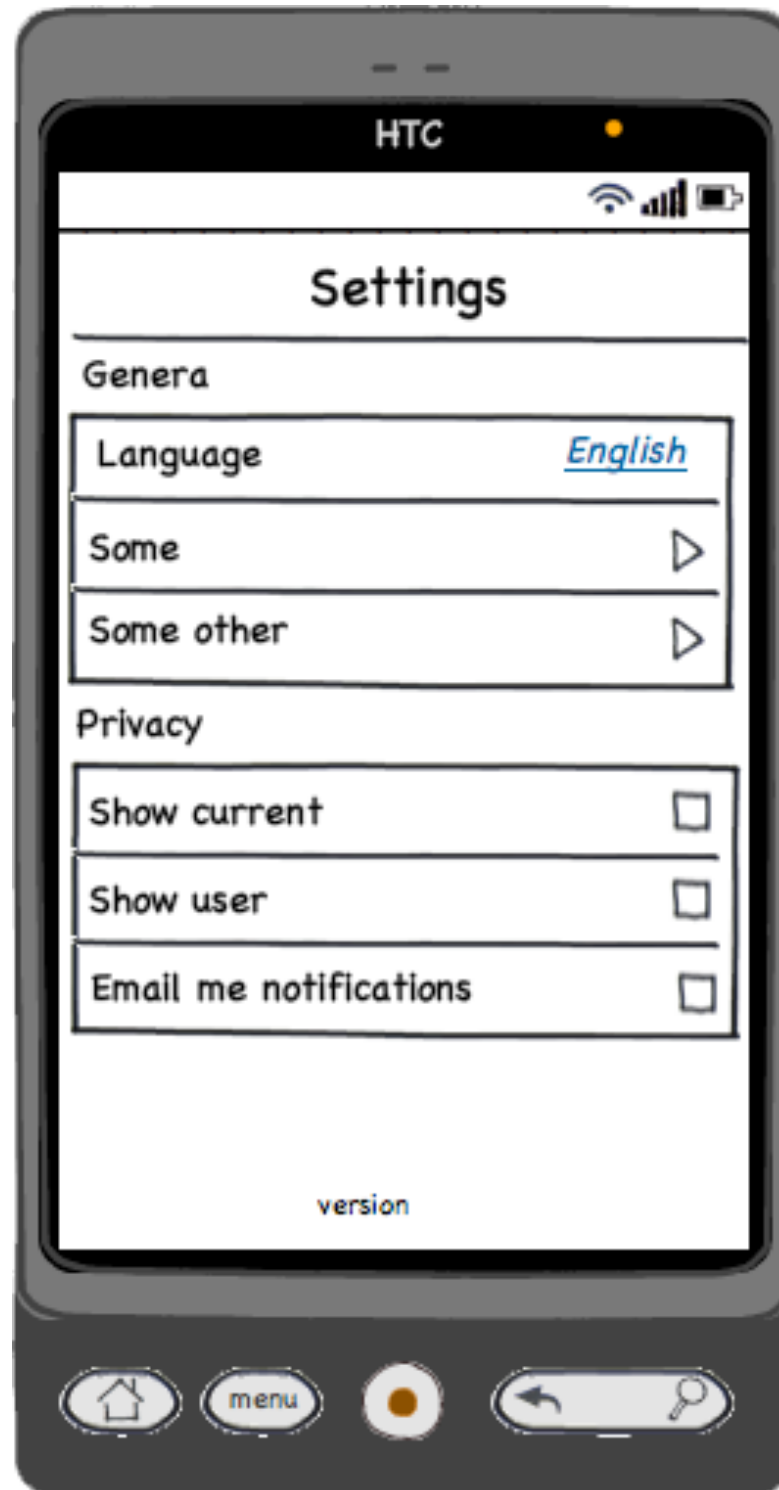 HTC
Settings
Genera
Language English
Some
Some other
Privacy
Show current
Show user
Email me notifications
version
menu